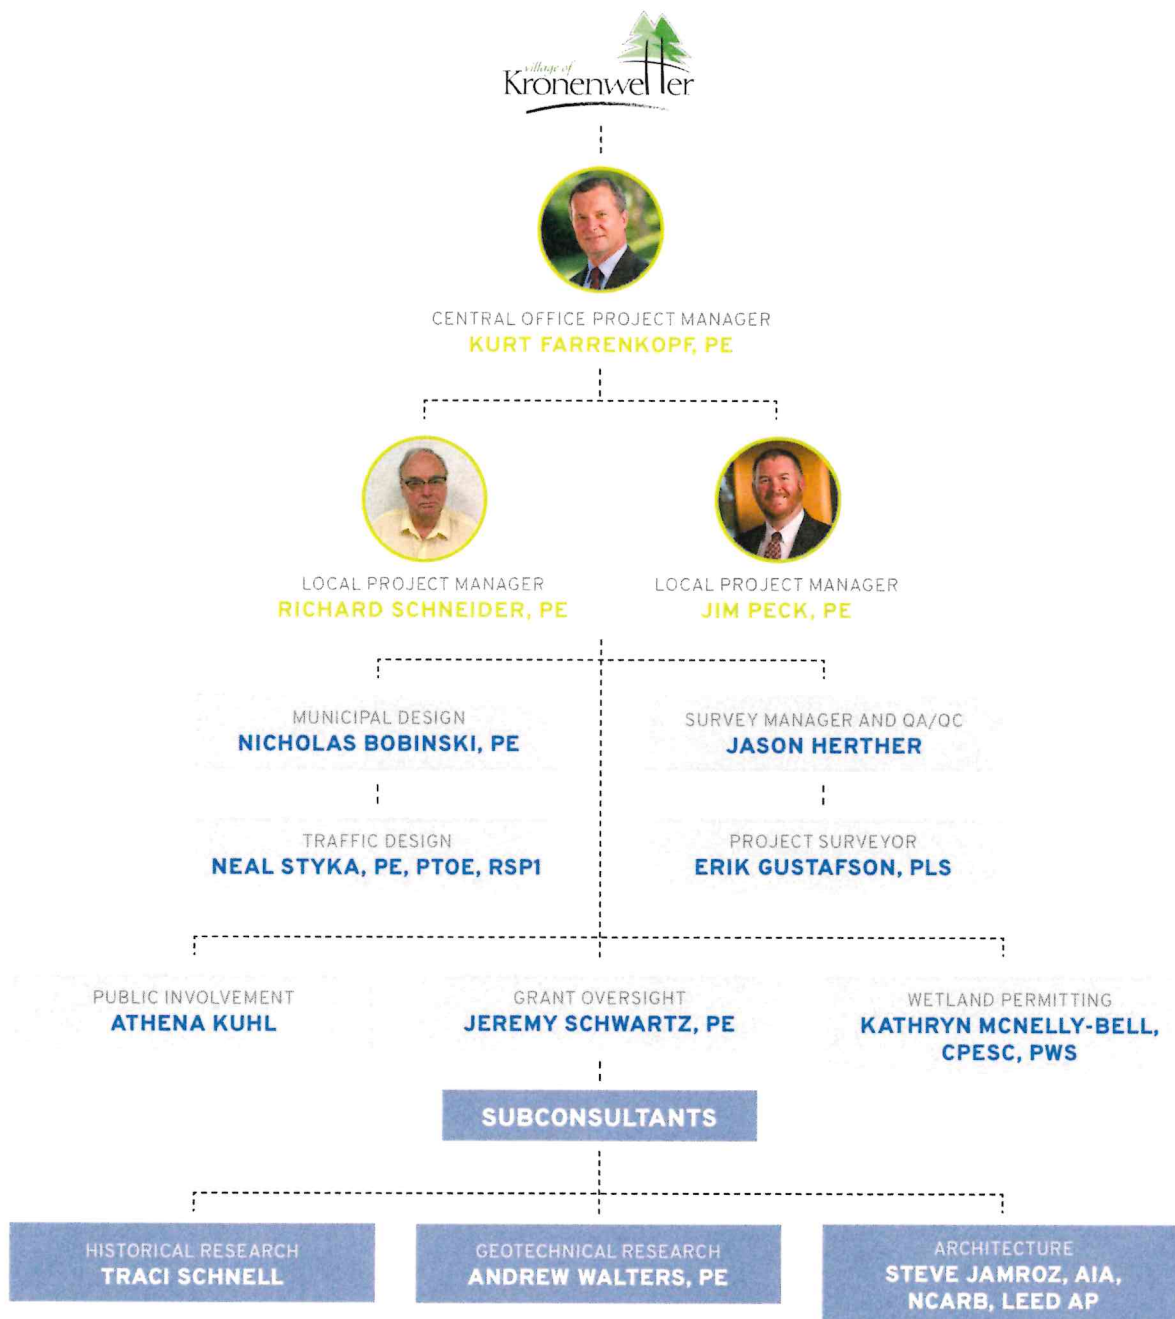 village of
Kronenwetter
CENTRAL OFFICE PROJECT MANAGER
KURT FARRENKOPF, PE
LOCAL PROJECT MANAGER
RICHARD SCHNEIDER, PE
LOCAL PROJECT MANAGER
JIM PECK, PE
MUNICIPAL DESIGN
NICHOLAS BOBINSKI, PE
SURVEY MANAGER AND QA/QC
JASON HERTHER
TRAFFIC DESIGN
NEAL STYKA, PE, PTOE, RSP1
PROJECT SURVEYOR
ERIK GUSTAFSON, PLS
PUBLIC INVOLVEMENT
ATHENA KUHL
GRANT OVERSIGHT
JEREMY SCHWARTZ, PE
WETLAND PERMITTING
KATHRYN MCNELLY-BELL,
CPESC, PWS
SUBCONSULTANTS
HISTORICAL RESEARCH
TRACI SCHNELL
GEOTECHNICAL RESEARCH
ANDREW WALTERS, PE
ARCHITECTURE
STEVE JAMROZ, AIA,
NCARB, LEED AP